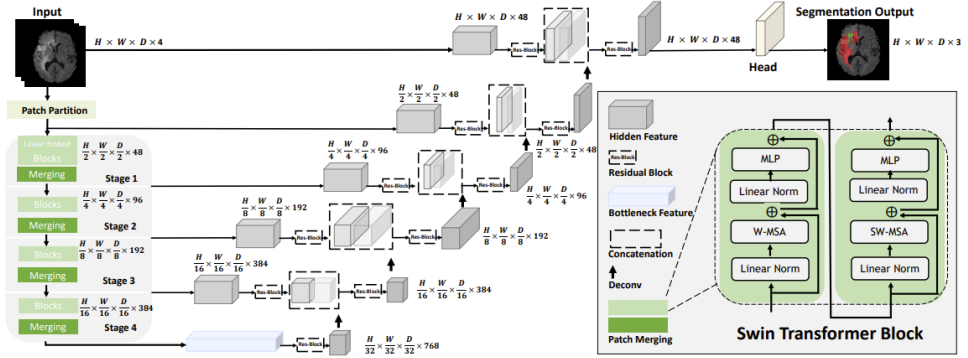 Input
Segmentation Output
H × W × D × 4
H × W × D × 48
Res-Block
Res-Block
H × W × D × 48
Head
H × W × D × 3
Patch Partition
H/2 × W/2 × D/2 × 48
Res-Block
Res-Block
H/2 × W/2 × D/2 × 48
Linear Embed
Blocks
Merging
H/2 × W/2 × D/2 × 48
Stage 1
H/4 × W/4 × D/4 × 96
Res-Block
Res-Block
H/4 × W/4 × D/4 × 96
Blocks
Merging
H/4 × W/4 × D/4 × 96
Stage 2
H/8 × W/8 × D/8 × 192
Res-Block
Res-Block
H/8 × W/8 × D/8 × 192
Blocks
Merging
H/8 × W/8 × D/8 × 192
Stage 3
H/16 × W/16 × D/16 × 384
Res-Block
Res-Block
H/16 × W/16 × D/16 × 384
Blocks
Merging
H/16 × W/16 × D/16 × 384
Stage 4
Res-Block
H/32 × W/32 × D/32 × 768
Hidden Feature
Res-Block
Residual Block
Bottleneck Feature
Concatenation
Deconv
Patch Merging
MLP
Linear Norm
W-MSA
Linear Norm
MLP
Linear Norm
SW-MSA
Linear Norm
Swin Transformer Block